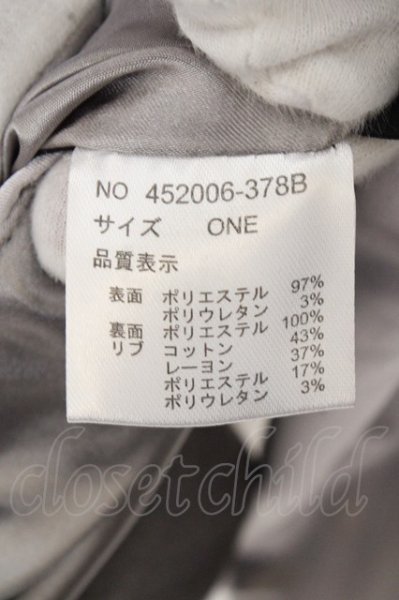 NO 452006-378B
サイズ ONE
品質表示
表面 ポリエステル 97%
ポリウレタン 3%
裏面 ポリエステル 100%
リブ コットン 43%
レーヨン 37%
ポリエステル 17%
ポリウレタン 3%
closetchild